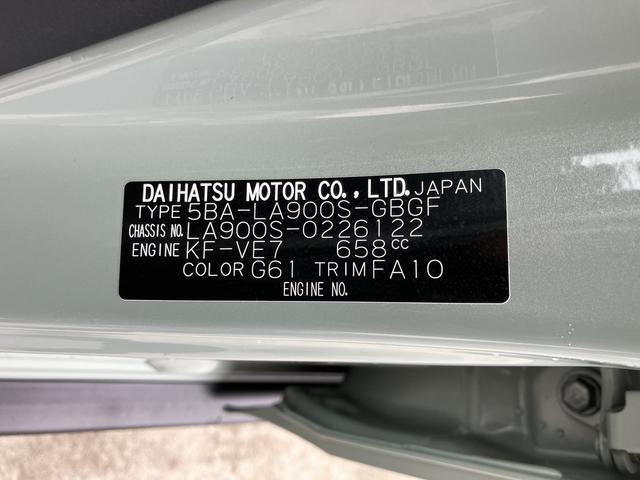 DAIHATSU MOTOR CO.,LTD. JAPAN
TYPE 5BA-LA900S-GBGF
CHASSIS NO. LA900S-0226122
ENGINE KF-VE7 658cc
COLOR G61 TRIM FA10
ENGINE NO.